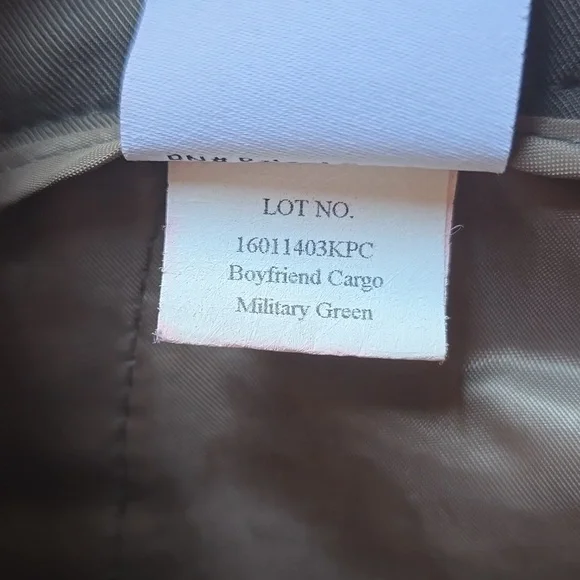 LOT NO.
16011403KPC
Boyfriend Cargo
Military Green